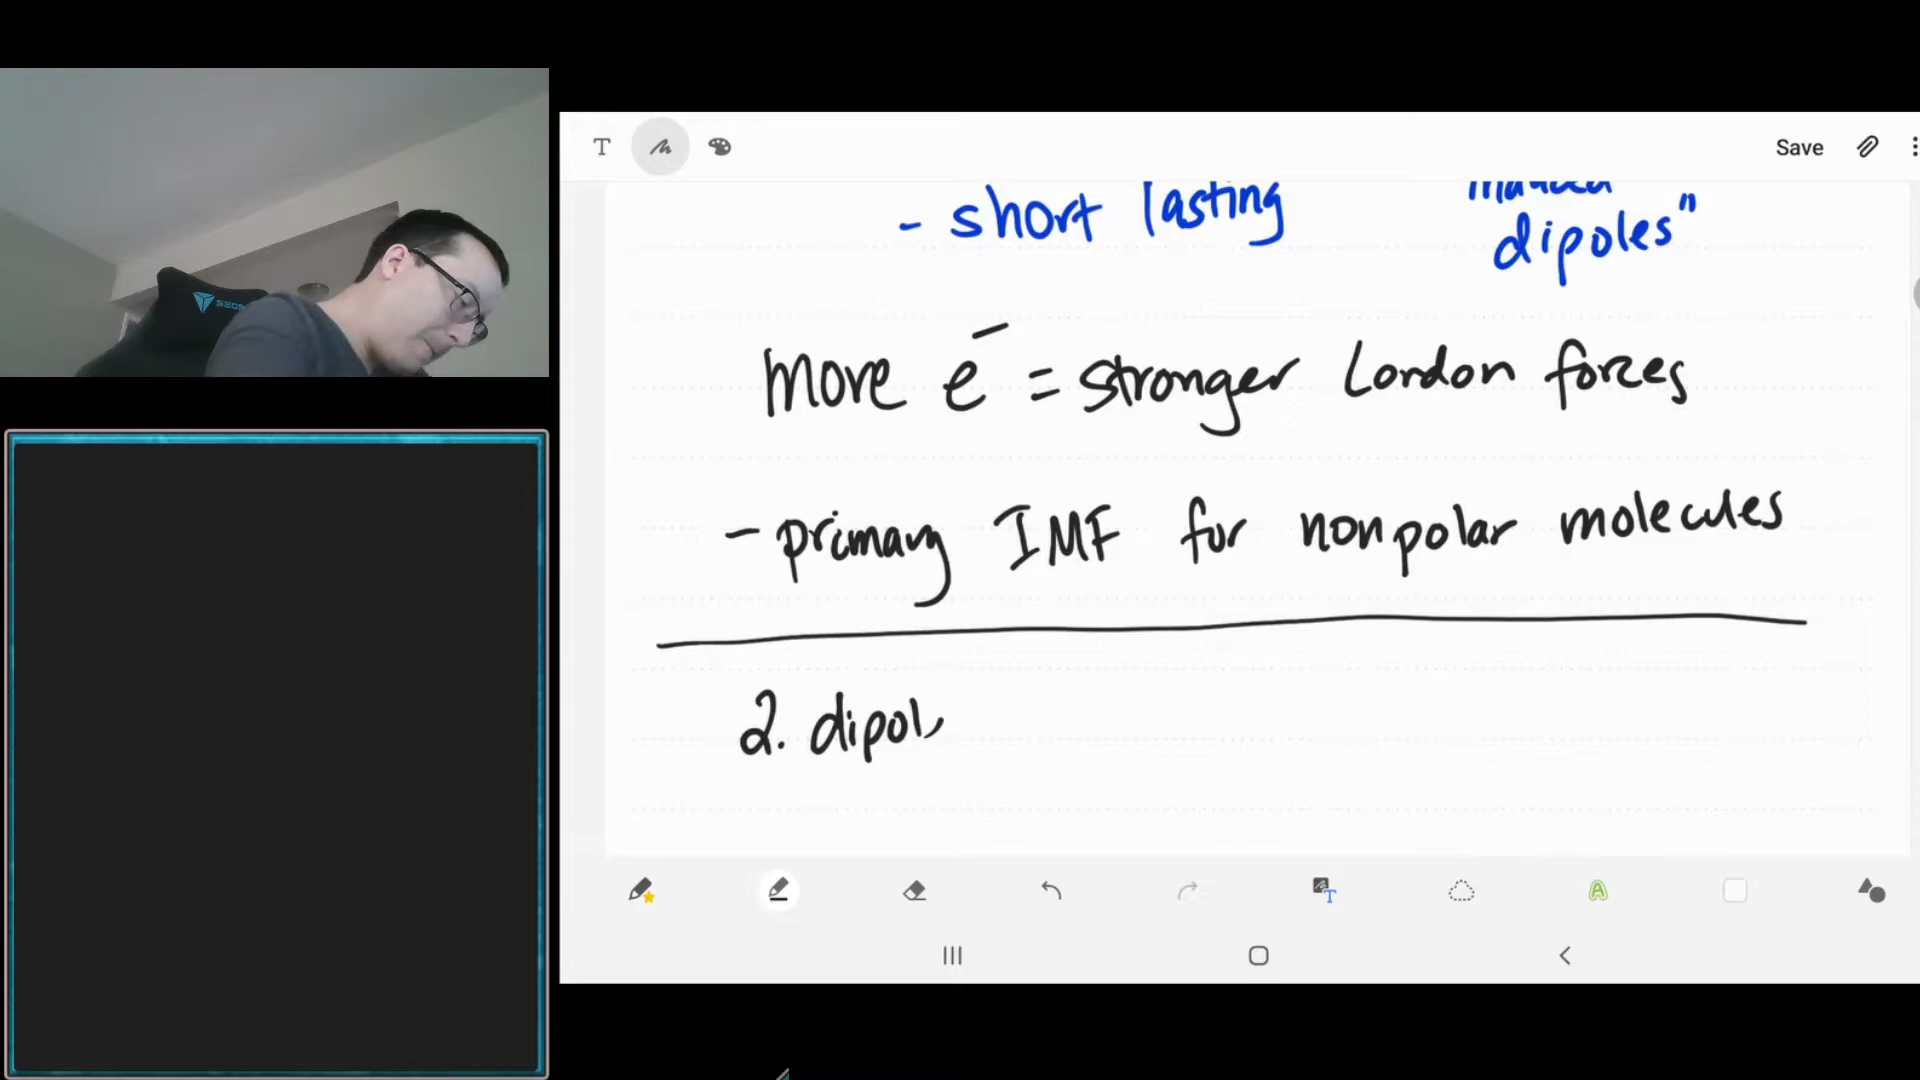 T
Save
- short lasting
dipoles"
more e⁻ = stronger London forces
- primary IMF for nonpolar molecules
2. dipol